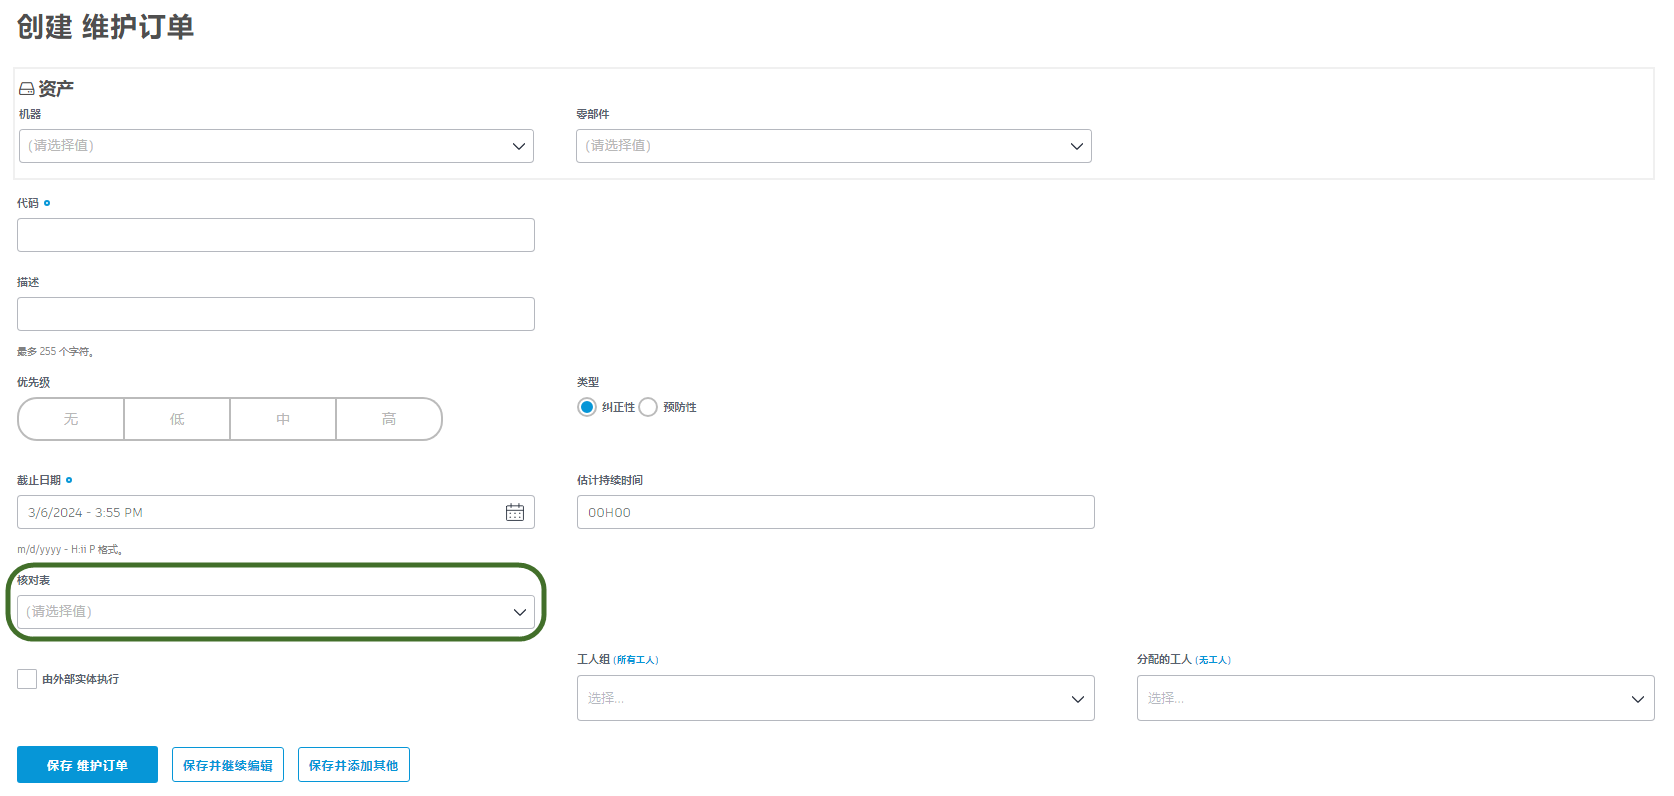 创建 维护订单
资产
机器
零部件
(请选择值)
(请选择值)
代码
描述
最多 255 个字符。
优先级
类型
无 低 中 高
纠正性 预防性
截止日期
估计持续时间
3/6/2024 - 3:55 PM
00H00
m/d/yyyy - H:ii P 格式。
核对表
(请选择值)
由外部实体执行
工人组 (所有工人)
选择...
分配的工人 (无工人)
选择...
保存 维护订单
保存并继续编辑
保存并添加其他